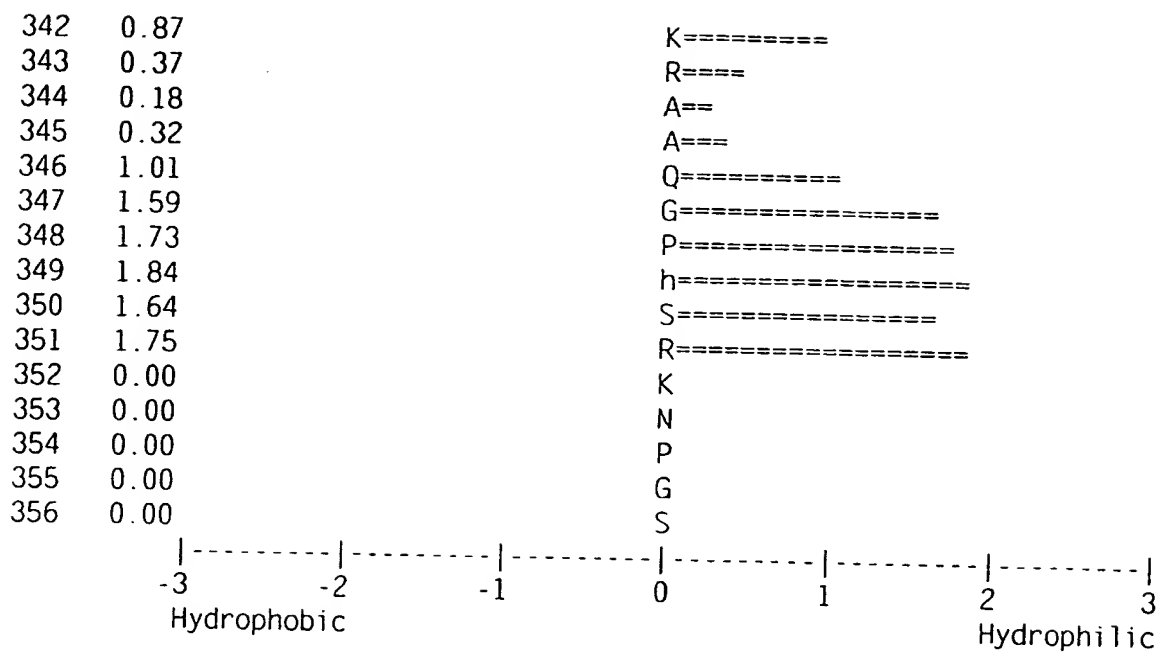 342 0.87 K=========
343 0.37 R====
344 0.18 A==
345 0.32 A===
346 1.01 Q==========
347 1.59 G================
348 1.73 P=================
349 1.84 h==================
350 1.64 S================
351 1.75 R==================
352 0.00 K
353 0.00 N
354 0.00 P
355 0.00 G
356 0.00 S
|---------|---------|---------|---------|---------|---------|
-3 -2 -1 0 1 2 3
Hydrophobic Hydrophilic